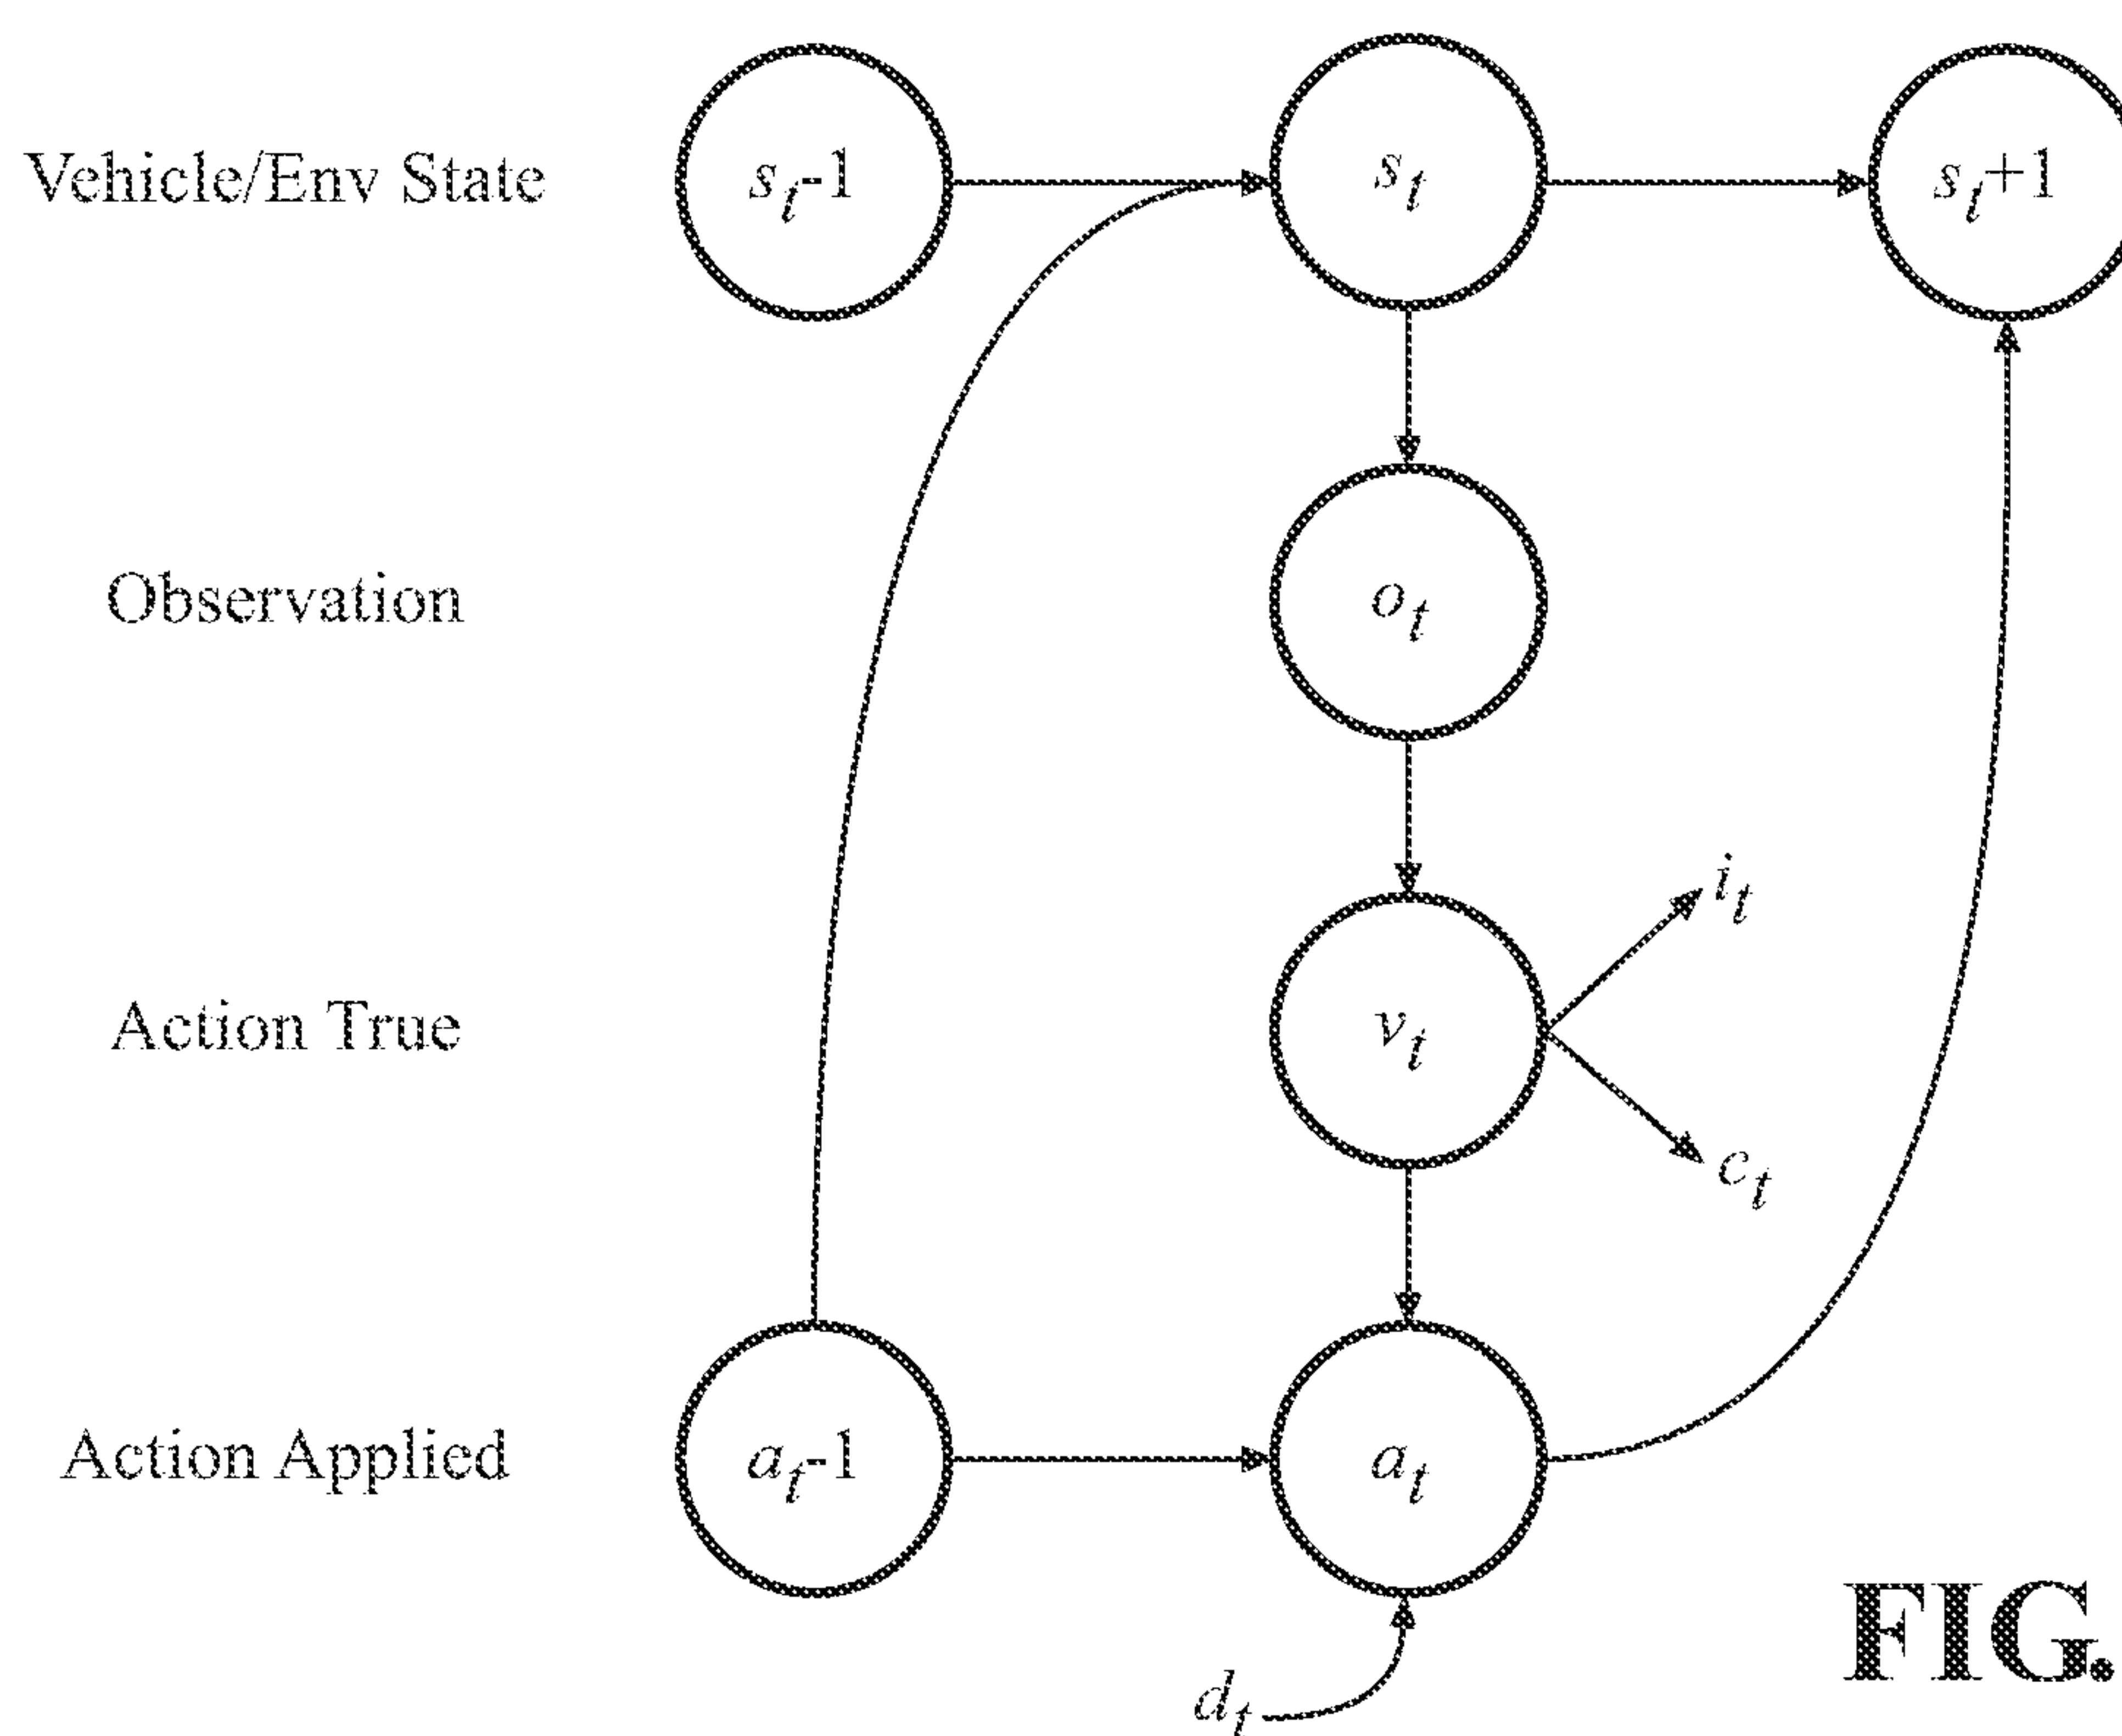 Vehicle/Env State s_t-1 s_t s_t+1
Observation o_t
i_t
Action True v_t
c_t
Action Applied a_t-1 a_t
FIG.
d_t